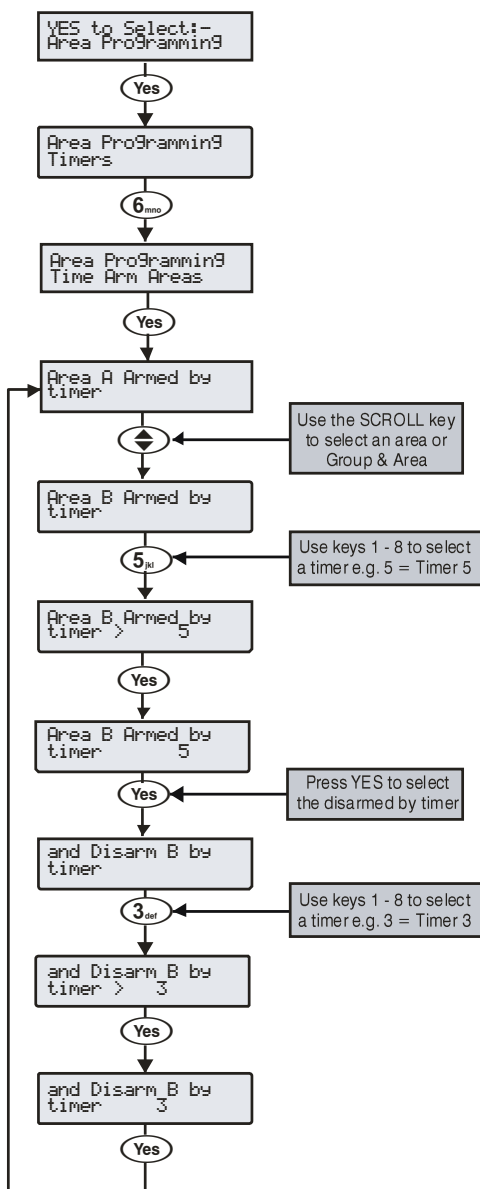 YES to Select:-
Area Programming
Yes
Area Programming
Timers
6mno
Area Programming
Time Arm Areas
Yes
Area A Armed by
timer
Use the SCROLL key
to select an area or
Group & Area
Area B Armed by
timer
5jkl
Use keys 1 - 8 to select
a timer e.g. 5 = Timer 5
Area B Armed by
timer > 5
Yes
Area B Armed by
timer 5
Yes
Press YES to select
the disarmed by timer
and Disarm B by
timer
3def
Use keys 1 - 8 to select
a timer e.g. 3 = Timer 3
and Disarm B by
timer > 3
Yes
and Disarm B by
timer 3
Yes